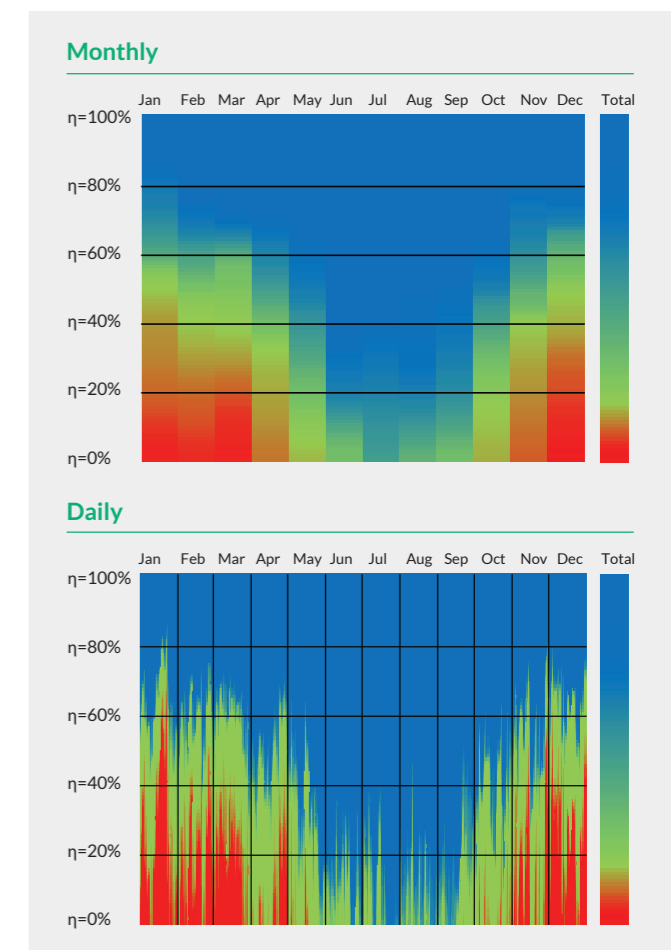 Monthly
Jan Feb Mar Apr May Jun Jul Aug Sep Oct Nov Dec Total
η=100%
η=80%
η=60%
η=40%
η=20%
η=0%
Daily
Jan Feb Mar Apr May Jun Jul Aug Sep Oct Nov Dec Total
η=100%
η=80%
η=60%
η=40%
η=20%
η=0%